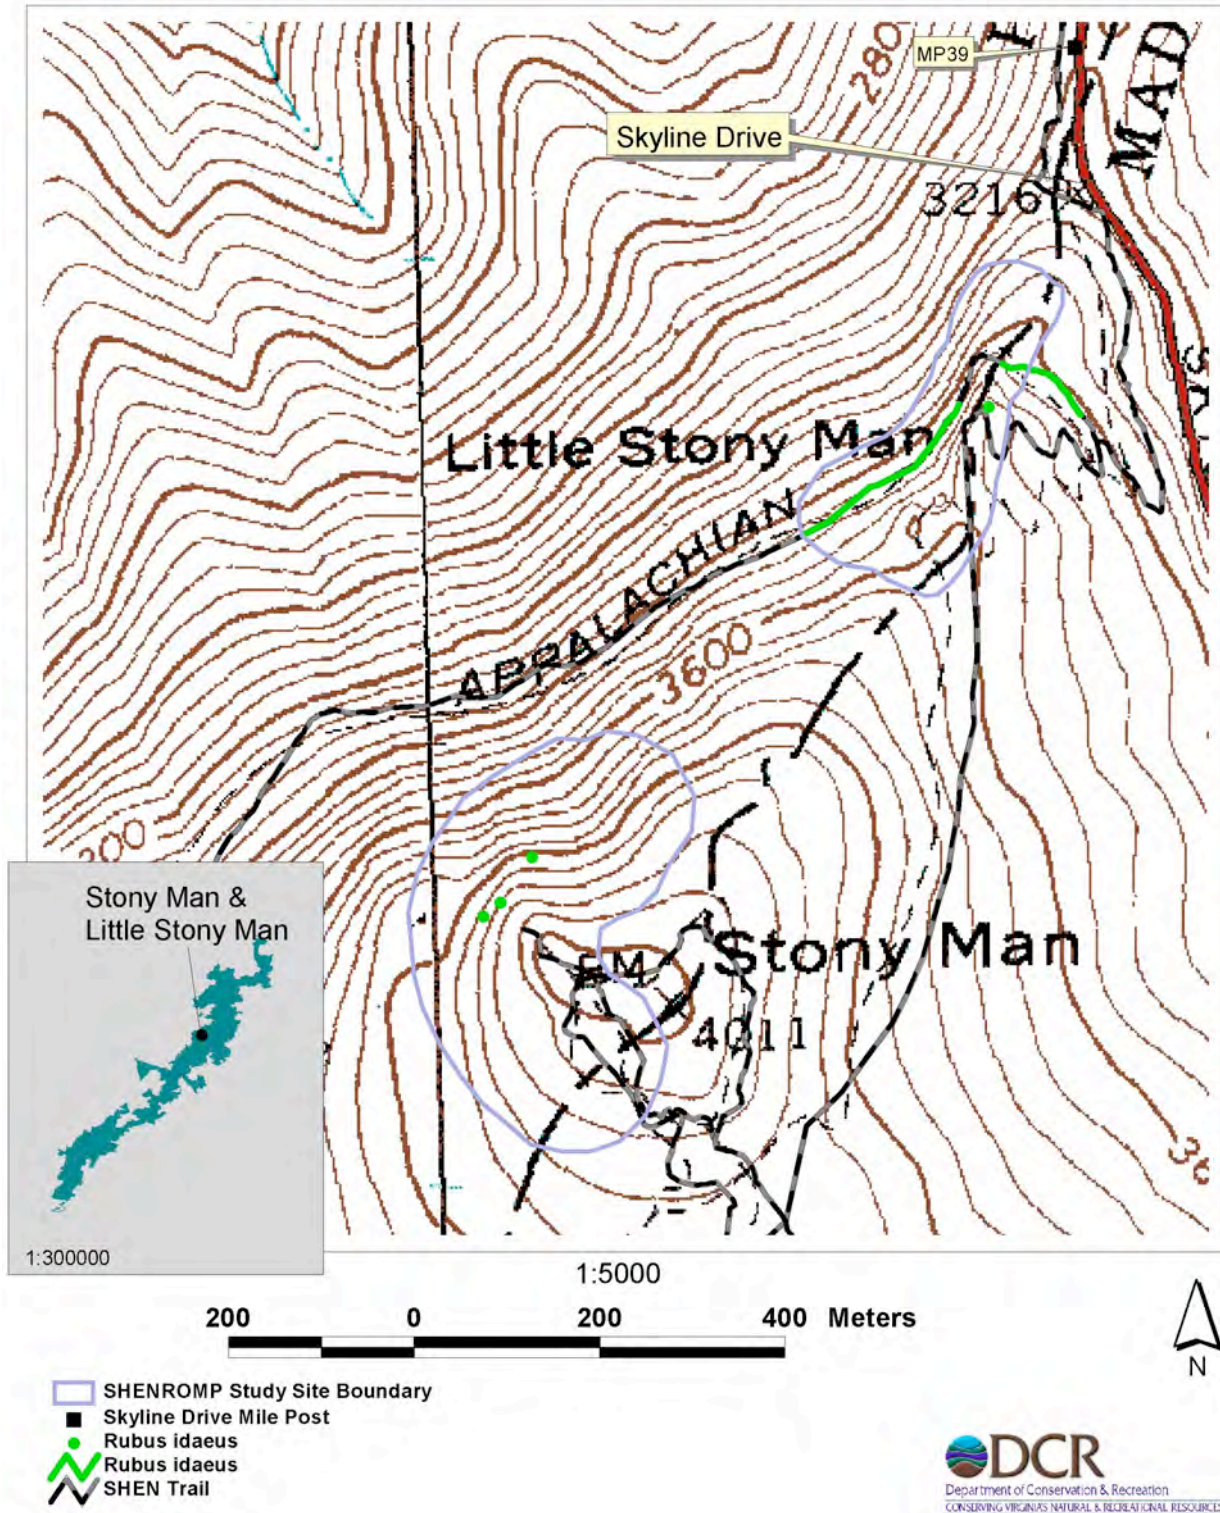 MP39
280
MAD
Skyline Drive
3216
Little Stony Man
APPALACHIAN
3600
200
Stony Man &
Little Stony Man
Stony Man
4011
36
1:300000
1:5000
200 0 200 400 Meters
N
SHENROMP Study Site Boundary
Skyline Drive Mile Post
Rubus idaeus
Rubus idaeus
SHEN Trail
DCR
Department of Conservation & Recreation
CONSERVING VIRGINIA'S NATURAL & RECREATIONAL RESOURCES